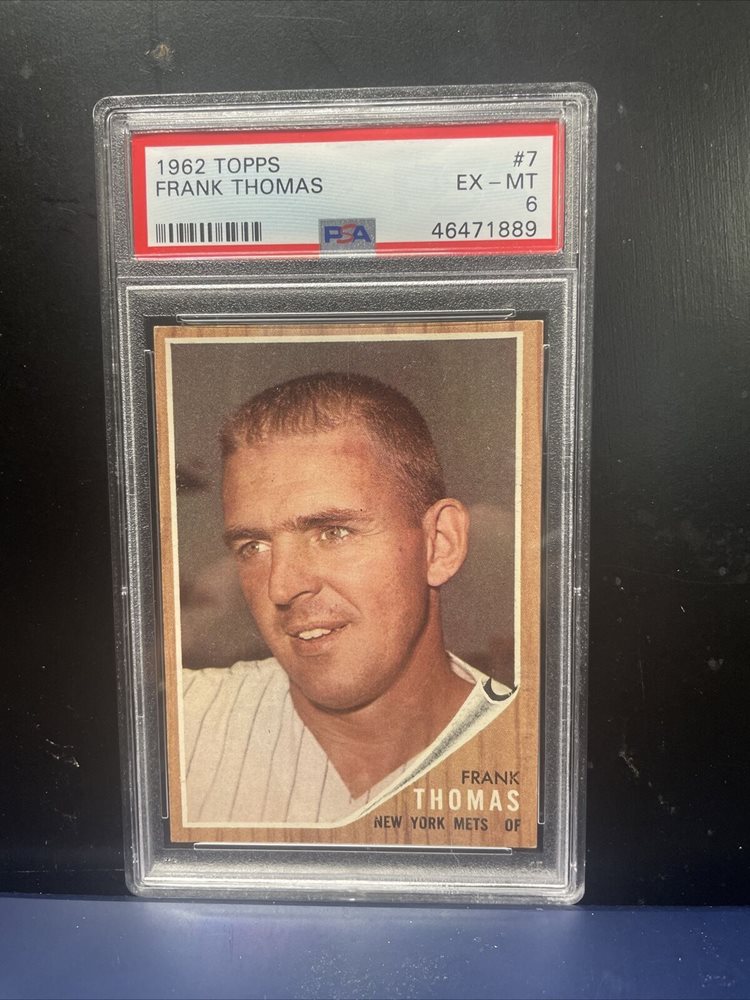 1962 TOPPS #7
FRANK THOMAS EX – MT
6
PSA 46471889
FRANK
THOMAS
NEW YORK METS OF